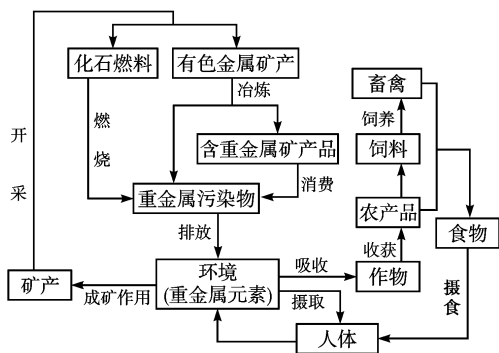 化石燃料
有色金属矿产
冶炼
畜禽
开
采
燃
烧
饲养
含重金属矿产品
饲料
消费
重金属污染物
农产品
排放
食物
收获
环境
(重金属元素)
吸收
作物
矿产
成矿作用
摄取
摄
食
人体